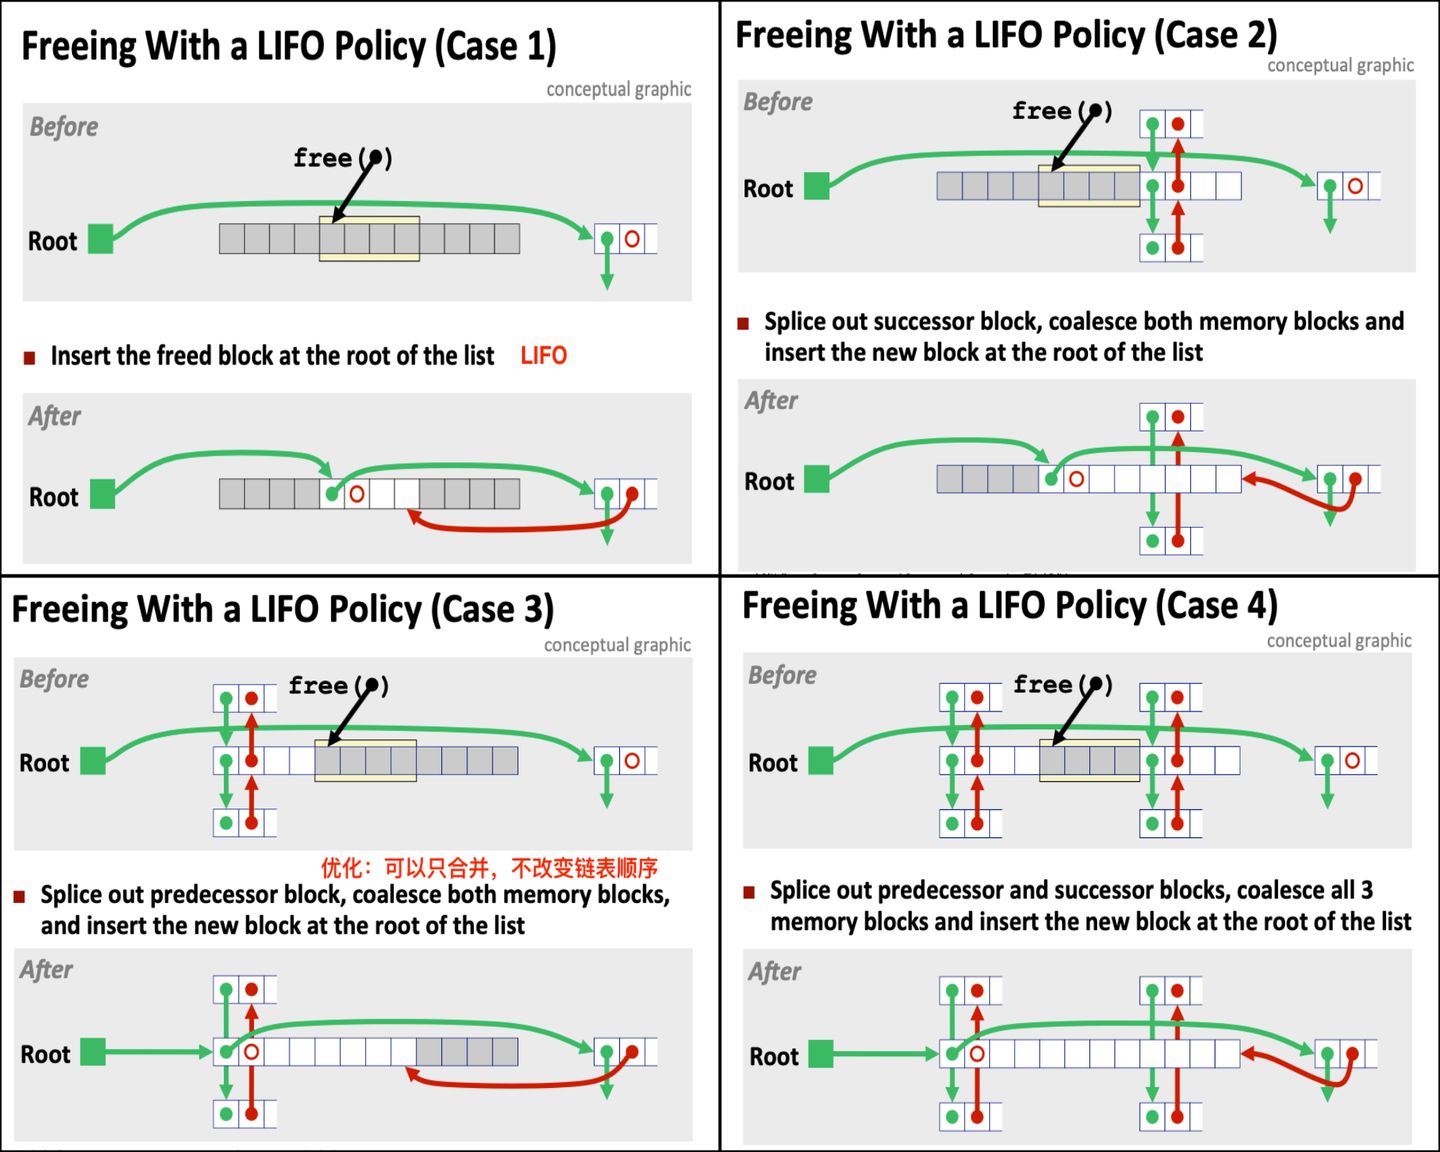 Freeing With a LIFO Policy (Case 1)
conceptual graphic
Before
free( )
Root
Insert the freed block at the root of the list LIFO
After
Root
Freeing With a LIFO Policy (Case 2)
conceptual graphic
Before
free( )
Root
Splice out successor block, coalesce both memory blocks and
insert the new block at the root of the list
After
Root
Freeing With a LIFO Policy (Case 3)
conceptual graphic
Before
free( )
Root
优化：可以只合并，不改变链表顺序
Splice out predecessor block, coalesce both memory blocks,
and insert the new block at the root of the list
After
Root
Freeing With a LIFO Policy (Case 4)
conceptual graphic
Before
free( )
Root
Splice out predecessor and successor blocks, coalesce all 3
memory blocks and insert the new block at the root of the list
After
Root